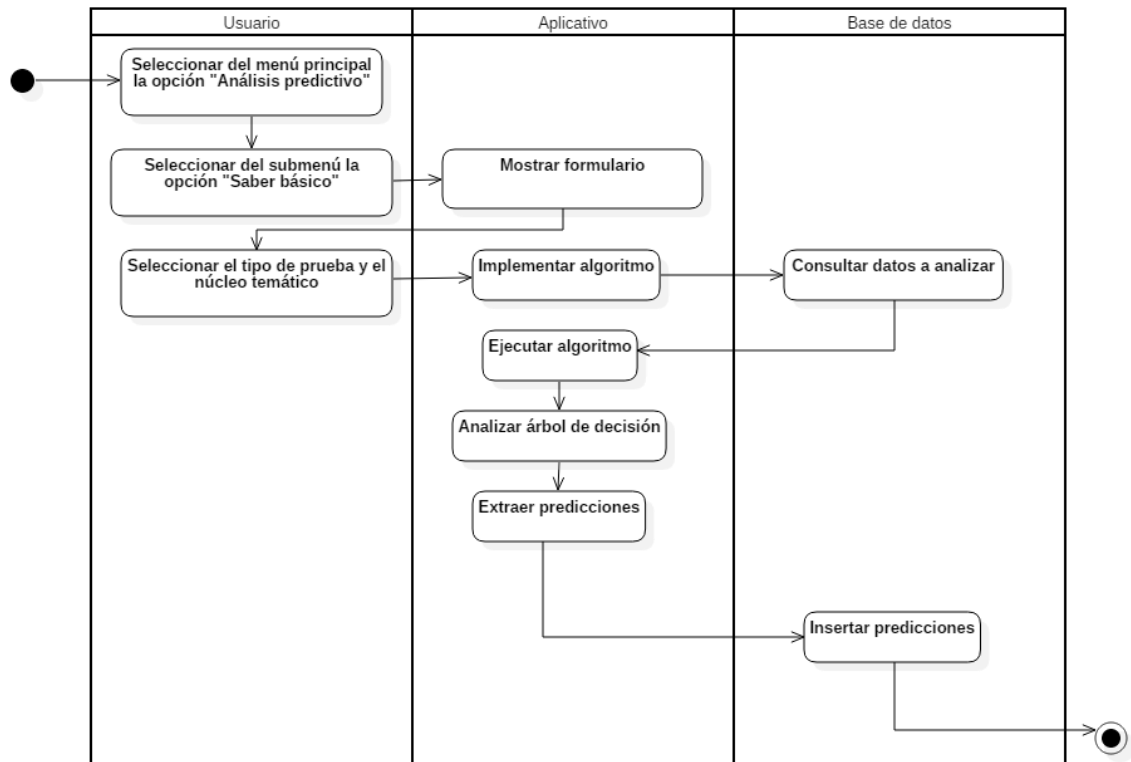 Usuario
Aplicativo
Base de datos
Seleccionar del menú principal
la opción "Análisis predictivo"
Seleccionar del submenú la
opción "Saber básico"
Mostrar formulario
Seleccionar el tipo de prueba y el
núcleo temático
Implementar algoritmo
Consultar datos a analizar
Ejecutar algoritmo
Analizar árbol de decisión
Extraer predicciones
Insertar predicciones